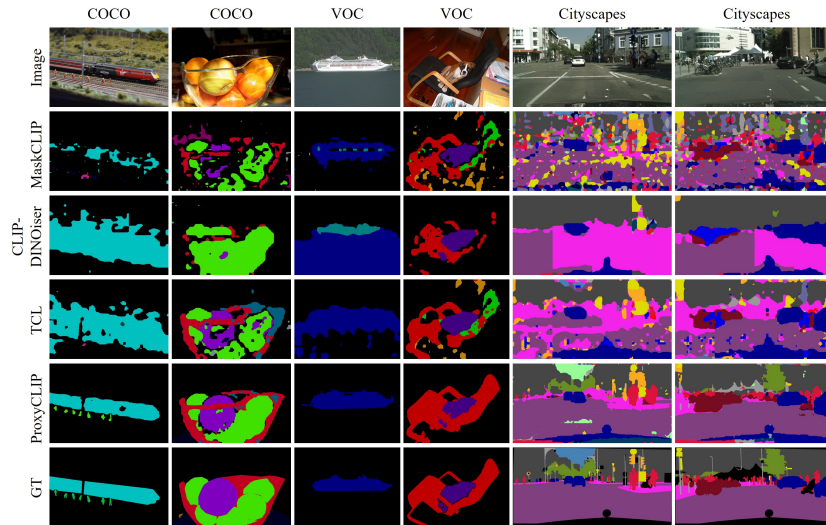 COCO COCO VOC VOC Cityscapes Cityscapes
Image
MaskCLIP
CLIP-
DINOiser
TCL
ProxyCLIP
GT